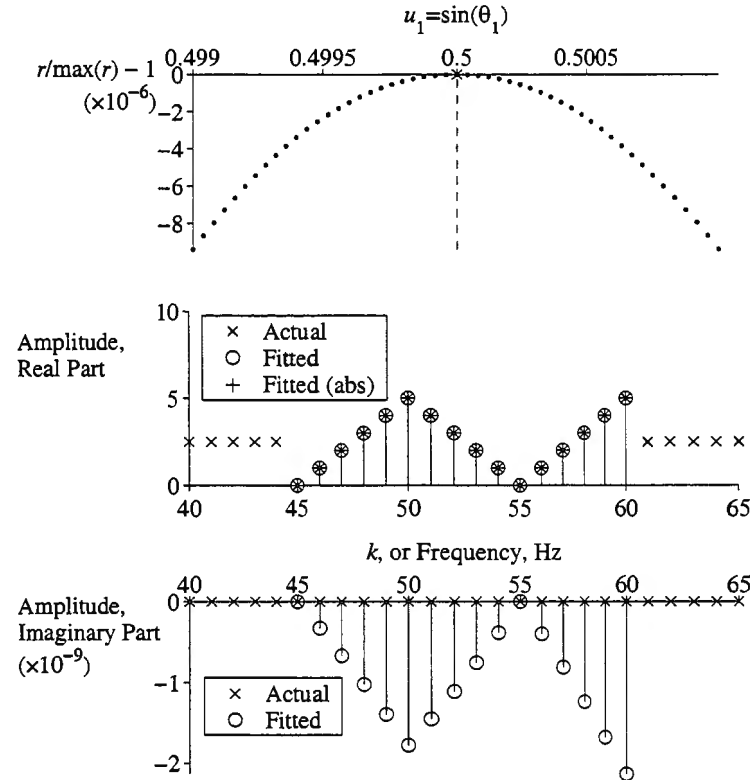 u₁=sin(θ₁)
0.499 0.4995 0.5 0.5005
r/max(r) − 1
(×10⁻⁶)
0
−2
−4
−6
−8
Amplitude,
Real Part
10
5
0
× Actual
○ Fitted
+ Fitted (abs)
40 45 50 55 60 65
k, or Frequency, Hz
40 45 50 55 60 65
Amplitude,
Imaginary Part
(×10⁻⁹)
0
−1
−2
× Actual
○ Fitted